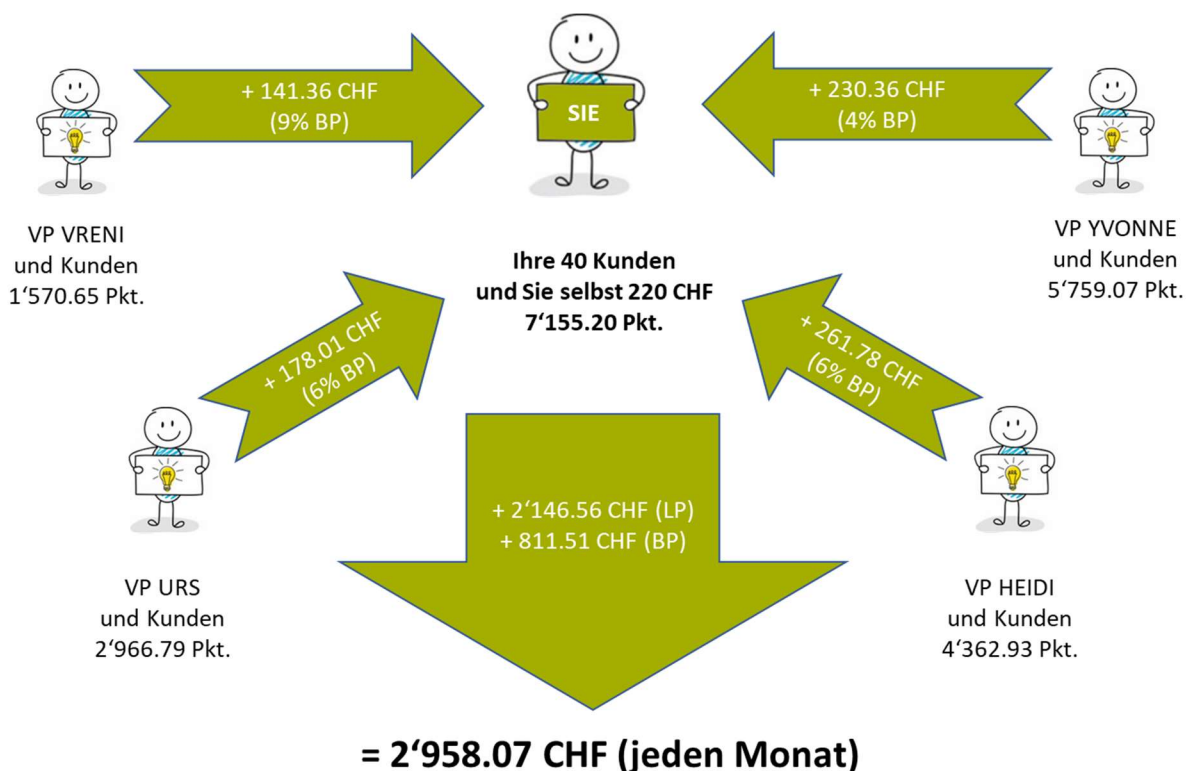 + 141.36 CHF
(9% BP)
SIE
+ 230.36 CHF
(4% BP)
VP VRENI
und Kunden
1‘570.65 Pkt.
Ihre 40 Kunden
und Sie selbst 220 CHF
7‘155.20 Pkt.
VP YVONNE
und Kunden
5‘759.07 Pkt.
+ 178.01 CHF
(6% BP)
+ 261.78 CHF
(6% BP)
+ 2‘146.56 CHF (LP)
+ 811.51 CHF (BP)
VP URS
und Kunden
2‘966.79 Pkt.
VP HEIDI
und Kunden
4‘362.93 Pkt.
= 2‘958.07 CHF (jeden Monat)